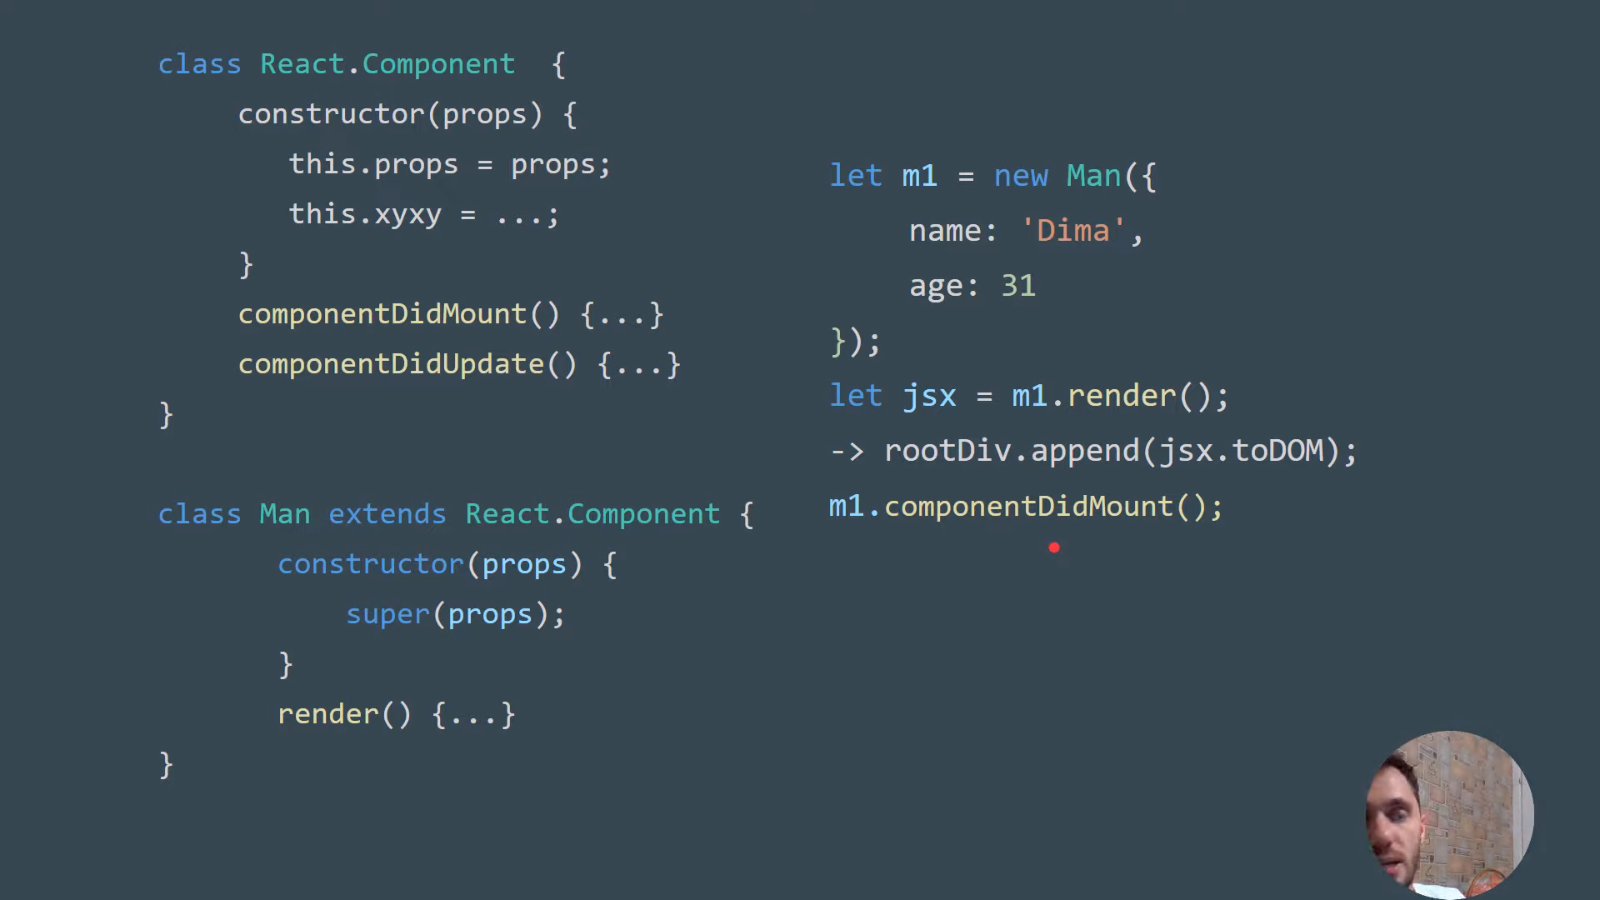 class React.Component {
constructor(props) {
this.props = props;
this.xyxy = ...;
}
componentDidMount() {...}
componentDidUpdate() {...}
}
class Man extends React.Component {
constructor(props) {
super(props);
}
render() {...}
}
let m1 = new Man({
name: 'Dima',
age: 31
});
let jsx = m1.render();
-> rootDiv.append(jsx.toDOM);
m1.componentDidMount();